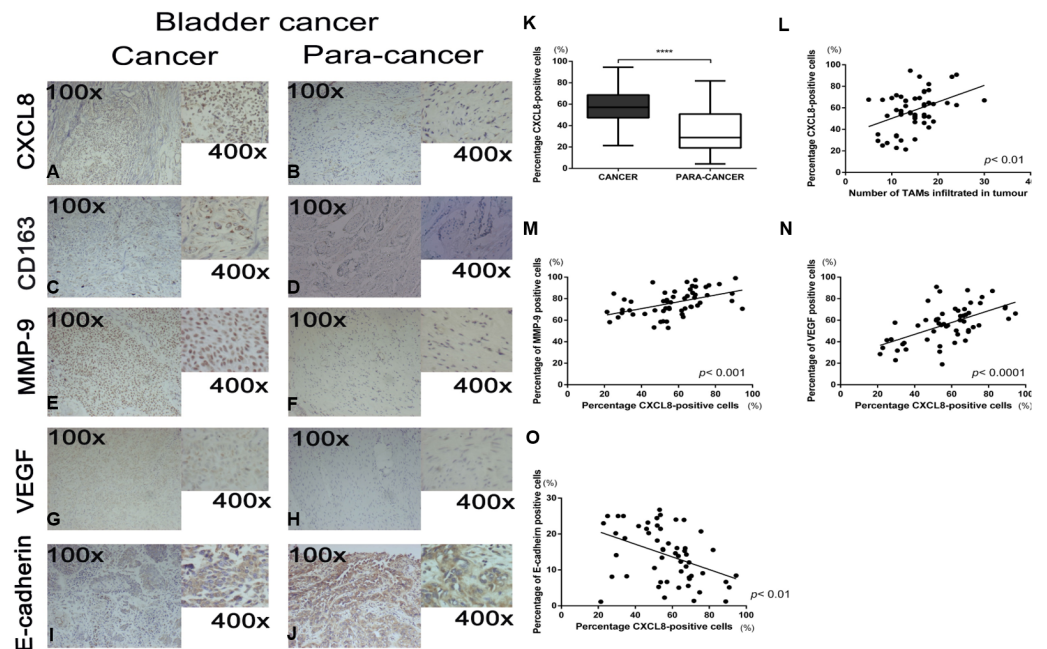 Bladder cancer
Cancer Para-cancer
CXCL8
100x
400x
A
100x
400x
B
CD163
100x
400x
C
100x
400x
D
MMP-9
100x
400x
E
100x
400x
F
VEGF
100x
400x
G
100x
400x
H
E-cadherin
100x
400x
I
100x
400x
J
K
(%)
Percentage CXCL8-positive cells
100
80
60
40
20
0
****
CANCER PARA-CANCER
L
(%)
Percentage CXCL8-positive cells
100
80
60
40
20
0
p< 0.01
0 10 20 30 40
Number of TAMs infiltrated in tumour
M
(%)
Percentage of MMP-9 positive cells
100
80
60
40
20
0
p< 0.001
0 20 40 60 80 100
Percentage CXCL8-positive cells (%)
N
(%)
Percentage of VEGF positive cells
100
80
60
40
20
0
p< 0.0001
0 20 40 60 80 100
Percentage CXCL8-positive cells (%)
O
(%)
Percentage of E-cadheirn positive cells
30
20
10
0
p< 0.01
0 20 40 60 80 100
Percentage CXCL8-positive cells (%)